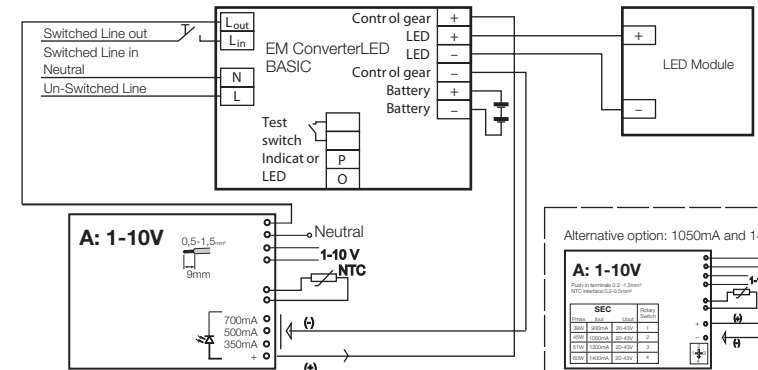 Switched Line out
Switched Line in
Neutral
Un-Switched Line
Lout
Lin
N
L
EM ConverterLED
BASIC
Control gear +
LED +
LED –
Control gear –
Battery +
Battery –
Test
switch
Indicator P
LED O
+
LED Module
–
A: 1-10V
0,5-1,5mm²
9mm
Neutral
1-10 V
NTC
700mA
500mA
350mA
+
(-)
(+)
Alternative option: 1050mA and
A: 1-10V
Push-in terminals 0.2 -1,5mm²
NTC interface:0.2-0.5mm²
SEC Rotary
Switch
Pmax Iout Uout
39W 900mA 20-43V 1
45W 1050mA 20-43V 2
51W 1200mA 20-43V 3
60W 1400mA 20-43V 4
+ (+)
– (-)